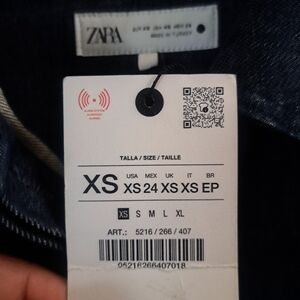 ZARA
TALLA / SIZE / TAILLE
USA MEX UK IT BR
XS XS 24 XS XS EP
XS S M L XL
ART.: 5216 / 266 / 407
05216266407018